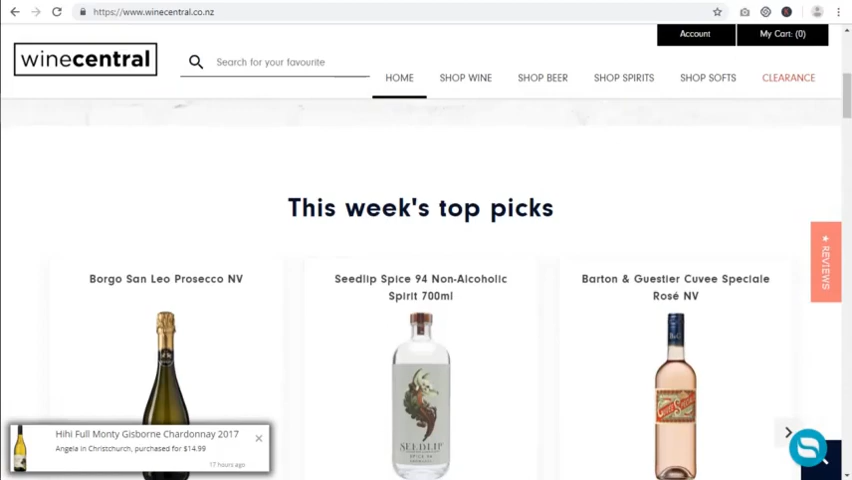 https://www.winecentral.co.nz
Account
My Cart: (0)
winecentral
Search for your favourite
HOME
SHOP WINE
SHOP BEER
SHOP SPIRITS
SHOP SOFTS
CLEARANCE
This week's top picks
★ REVIEWS
Borgo San Leo Prosecco NV
Seedlip Spice 94 Non-Alcoholic
Spirit 700ml
Barton & Guestier Cuvee Speciale
Rosé NV
SEEDLIP
SPICE 94
Hihi Full Monty Gisborne Chardonnay 2017
Angela in Christchurch, purchased for $14.99
17 hours ago